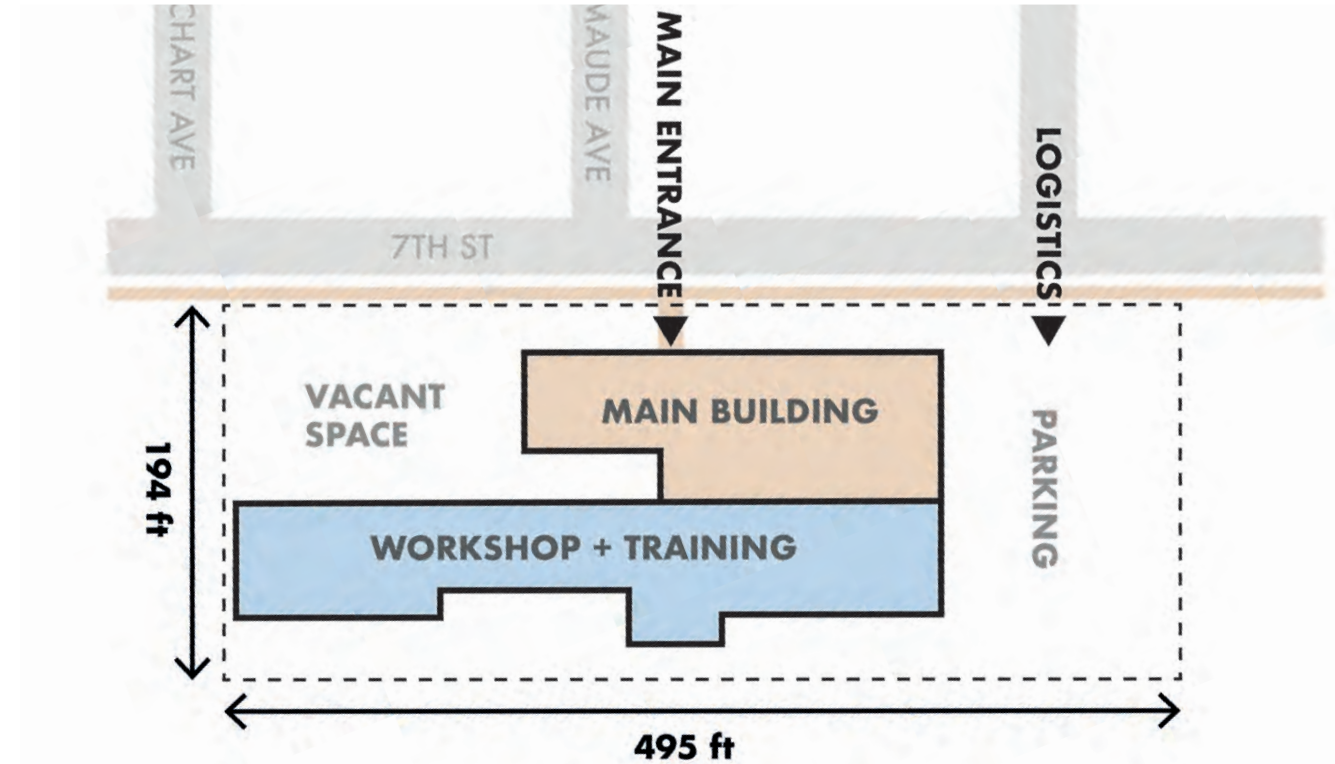 CHART AVE
MAUDE AVE
MAIN ENTRANCE
LOGISTICS
7TH ST
VACANT
SPACE
MAIN BUILDING
PARKING
194 ft
WORKSHOP + TRAINING
495 ft